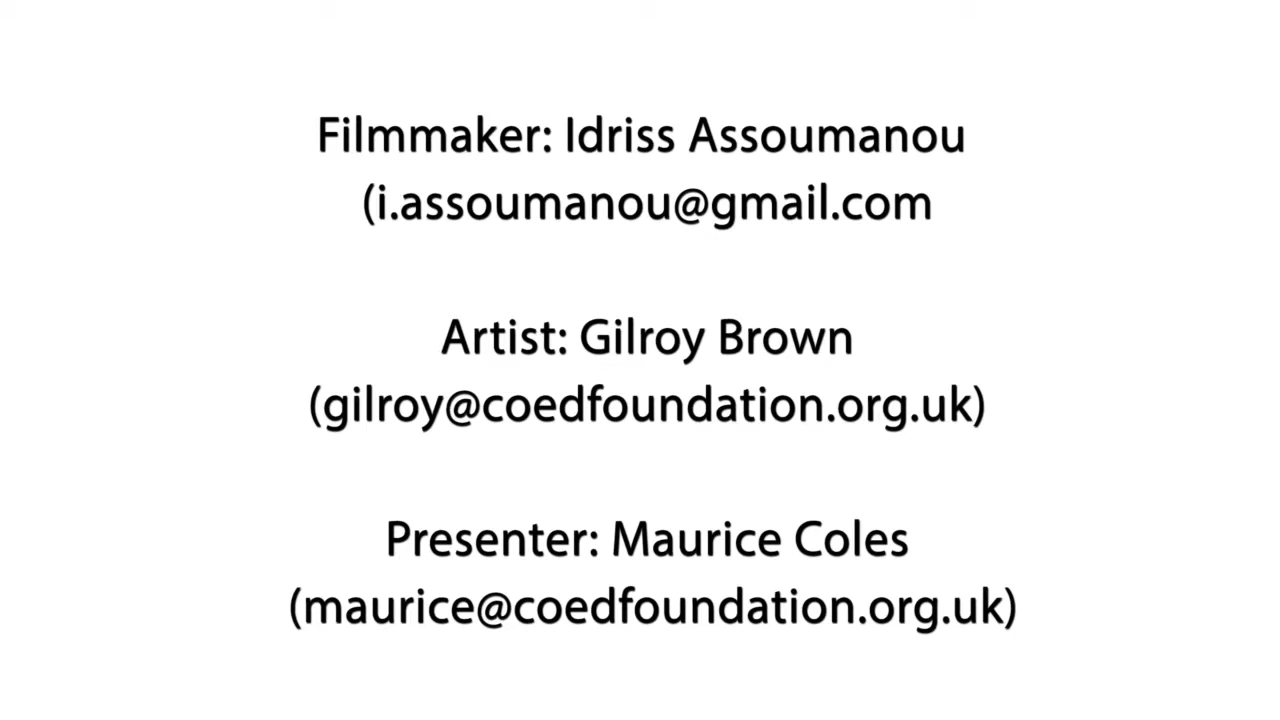 Filmmaker: Idriss Assoumanou
(i.assoumanou@gmail.com
Artist: Gilroy Brown
(gilroy@coedfoundation.org.uk)
Presenter: Maurice Coles
(maurice@coedfoundation.org.uk)